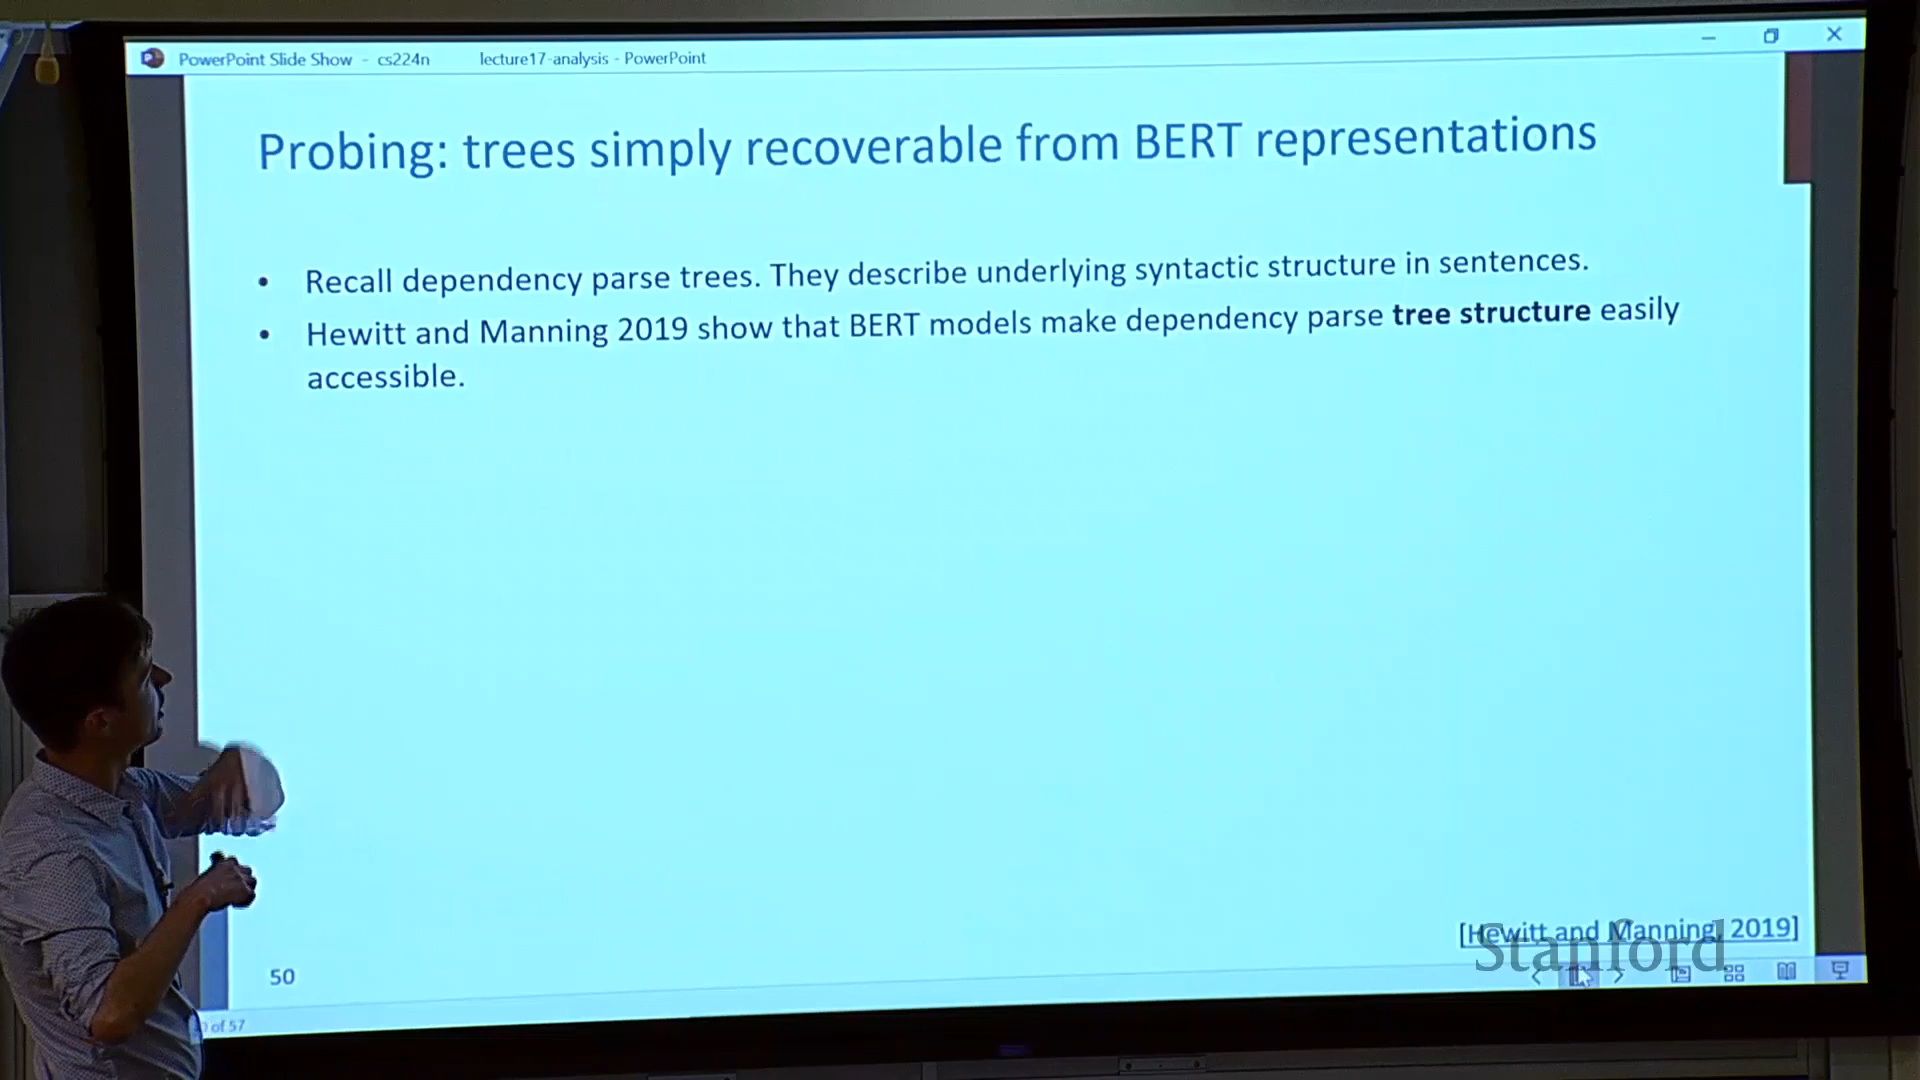 PowerPoint Slide Show - cs224n lecture17-analysis - PowerPoint
Probing: trees simply recoverable from BERT representations
• Recall dependency parse trees. They describe underlying syntactic structure in sentences.
• Hewitt and Manning 2019 show that BERT models make dependency parse tree structure easily
accessible.
[Hewitt and Manning, 2019]
Stanford
50
of 57